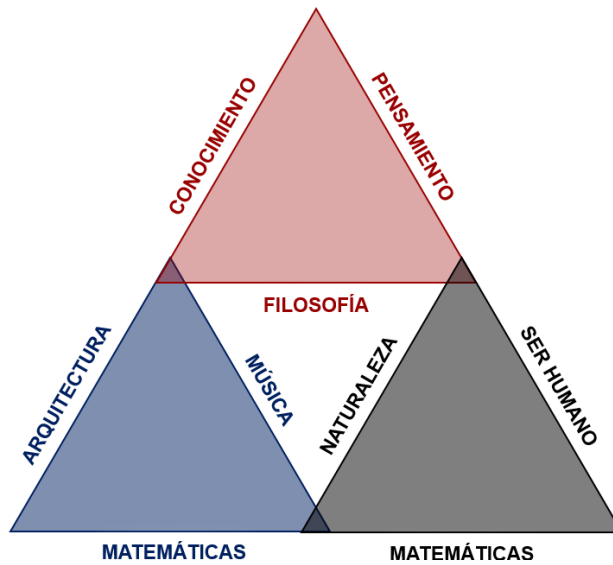 CONOCIMIENTO
PENSAMIENTO
FILOSOFÍA
ARQUITECTURA
MÚSICA
NATURALEZA
SER HUMANO
MATEMÁTICAS
MATEMÁTICAS